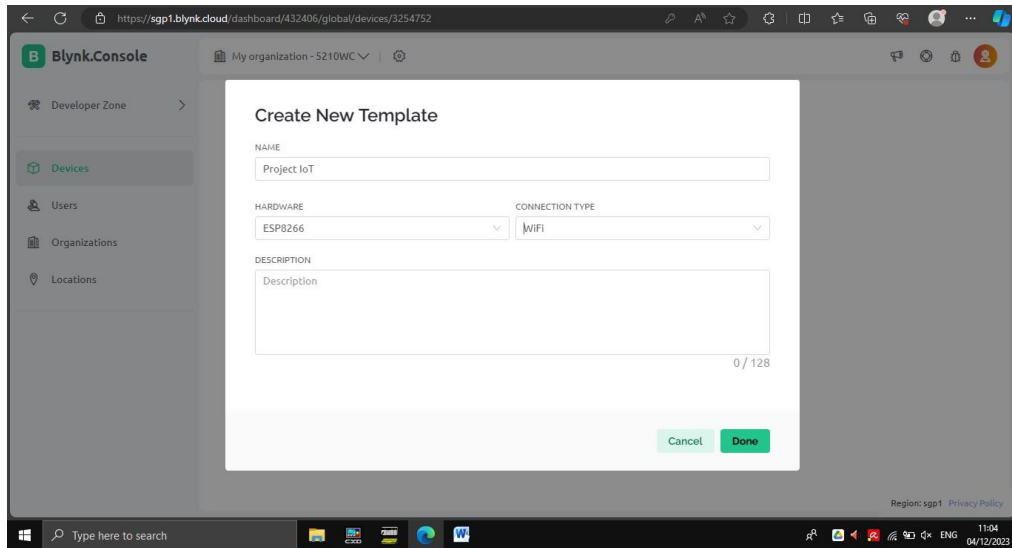 https://sgp1.blynk.cloud/dashboard/432406/global/devices/3254752
B Blynk.Console
My organization - 5210WC
Developer Zone
Devices
Users
Organizations
Locations
Create New Template
NAME
Project IoT
HARDWARE
CONNECTION TYPE
ESP8266
WiFi
DESCRIPTION
Description
0 / 128
Cancel
Done
Region: sgp1 Privacy Policy
Type here to search
CXD
W
ENG
11:04
04/12/2023